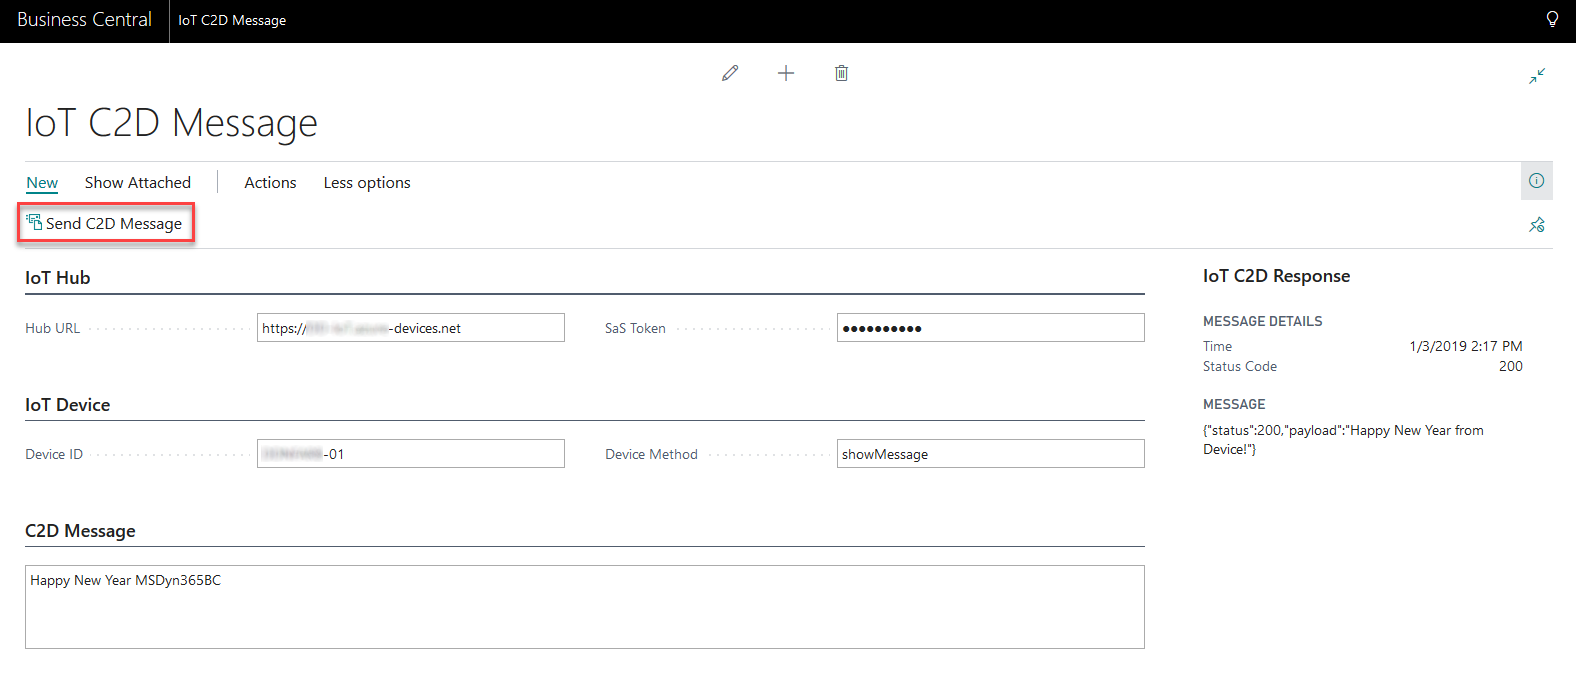 Business Central
IoT C2D Message
IoT C2D Message
New Show Attached Actions Less options
Send C2D Message
IoT Hub
Hub URL https:// -devices.net SaS Token ●●●●●●●●●●
IoT Device
Device ID -01 Device Method showMessage
C2D Message
Happy New Year MSDyn365BC
IoT C2D Response
MESSAGE DETAILS
Time 1/3/2019 2:17 PM
Status Code 200
MESSAGE
{"status":200,"payload":"Happy New Year from
Device!"}